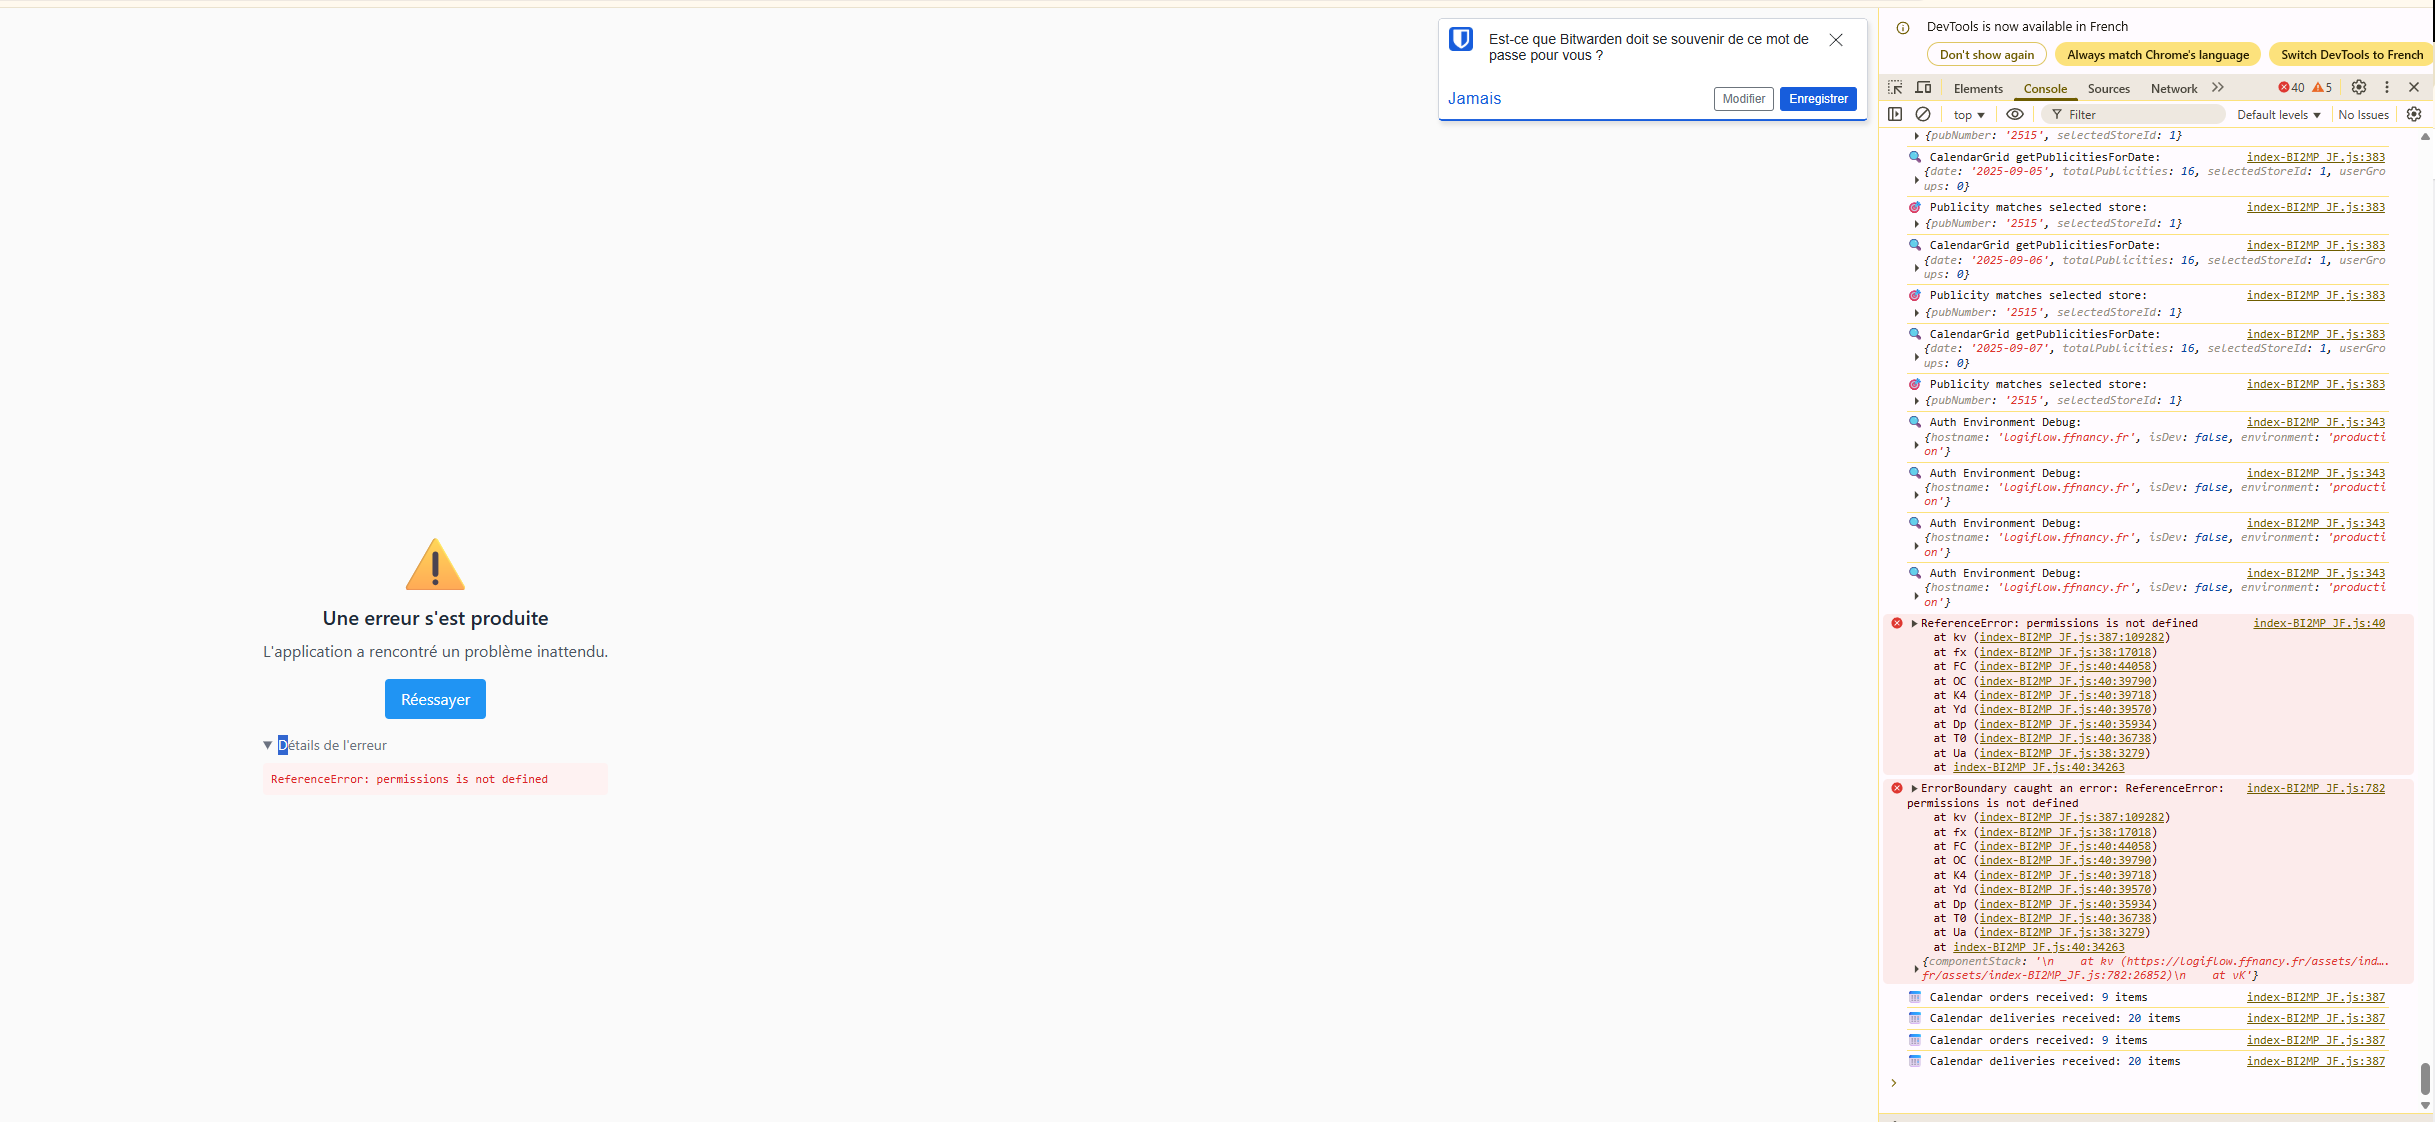 Est-ce que Bitwarden doit se souvenir de ce mot de
passe pour vous ?
Jamais
Modifier
Enregistrer
Une erreur s'est produite
L'application a rencontré un problème inattendu.
Réessayer
▼ Détails de l'erreur
ReferenceError: permissions is not defined
DevTools is now available in French
Don't show again
Always match Chrome's language
Switch DevTools to French
Elements Console Sources Network 40 5
top Filter Default levels No Issues
{pubNumber: '2515', selectedStoreId: 1}
CalendarGrid getPublicitiesForDate: index-BI2MP_JF.js:383
{date: '2025-09-05', totalPublicities: 16, selectedStoreId: 1, userGro
ups: 0}
Publicity matches selected store: index-BI2MP_JF.js:383
{pubNumber: '2515', selectedStoreId: 1}
CalendarGrid getPublicitiesForDate: index-BI2MP_JF.js:383
{date: '2025-09-06', totalPublicities: 16, selectedStoreId: 1, userGro
ups: 0}
Publicity matches selected store: index-BI2MP_JF.js:383
{pubNumber: '2515', selectedStoreId: 1}
CalendarGrid getPublicitiesForDate: index-BI2MP_JF.js:383
{date: '2025-09-07', totalPublicities: 16, selectedStoreId: 1, userGro
ups: 0}
Publicity matches selected store: index-BI2MP_JF.js:383
{pubNumber: '2515', selectedStoreId: 1}
Auth Environment Debug: index-BI2MP_JF.js:343
{hostname: 'logiflow.ffnancy.fr', isDev: false, environment: 'producti
on'}
Auth Environment Debug: index-BI2MP_JF.js:343
{hostname: 'logiflow.ffnancy.fr', isDev: false, environment: 'producti
on'}
Auth Environment Debug: index-BI2MP_JF.js:343
{hostname: 'logiflow.ffnancy.fr', isDev: false, environment: 'producti
on'}
Auth Environment Debug: index-BI2MP_JF.js:343
{hostname: 'logiflow.ffnancy.fr', isDev: false, environment: 'producti
on'}
ReferenceError: permissions is not defined index-BI2MP_JF.js:40
at kv (index-BI2MP_JF.js:387:109282)
at fx (index-BI2MP_JF.js:38:17018)
at FC (index-BI2MP_JF.js:40:44058)
at OC (index-BI2MP_JF.js:40:39790)
at K4 (index-BI2MP_JF.js:40:39718)
at Yd (index-BI2MP_JF.js:40:39570)
at Dp (index-BI2MP_JF.js:40:35934)
at T0 (index-BI2MP_JF.js:40:36738)
at Ua (index-BI2MP_JF.js:38:3279)
at index-BI2MP_JF.js:40:34263
ErrorBoundary caught an error: ReferenceError: index-BI2MP_JF.js:782
permissions is not defined
at kv (index-BI2MP_JF.js:387:109282)
at fx (index-BI2MP_JF.js:38:17018)
at FC (index-BI2MP_JF.js:40:44058)
at OC (index-BI2MP_JF.js:40:39790)
at K4 (index-BI2MP_JF.js:40:39718)
at Yd (index-BI2MP_JF.js:40:39570)
at Dp (index-BI2MP_JF.js:40:35934)
at T0 (index-BI2MP_JF.js:40:36738)
at Ua (index-BI2MP_JF.js:38:3279)
at index-BI2MP_JF.js:40:34263
{componentStack: '\n    at kv (https://logiflow.ffnancy.fr/assets/ind….
fr/assets/index-BI2MP_JF.js:782:26852)\n    at vK'}
Calendar orders received: 9 items index-BI2MP_JF.js:387
Calendar deliveries received: 20 items index-BI2MP_JF.js:387
Calendar orders received: 9 items index-BI2MP_JF.js:387
Calendar deliveries received: 20 items index-BI2MP_JF.js:387